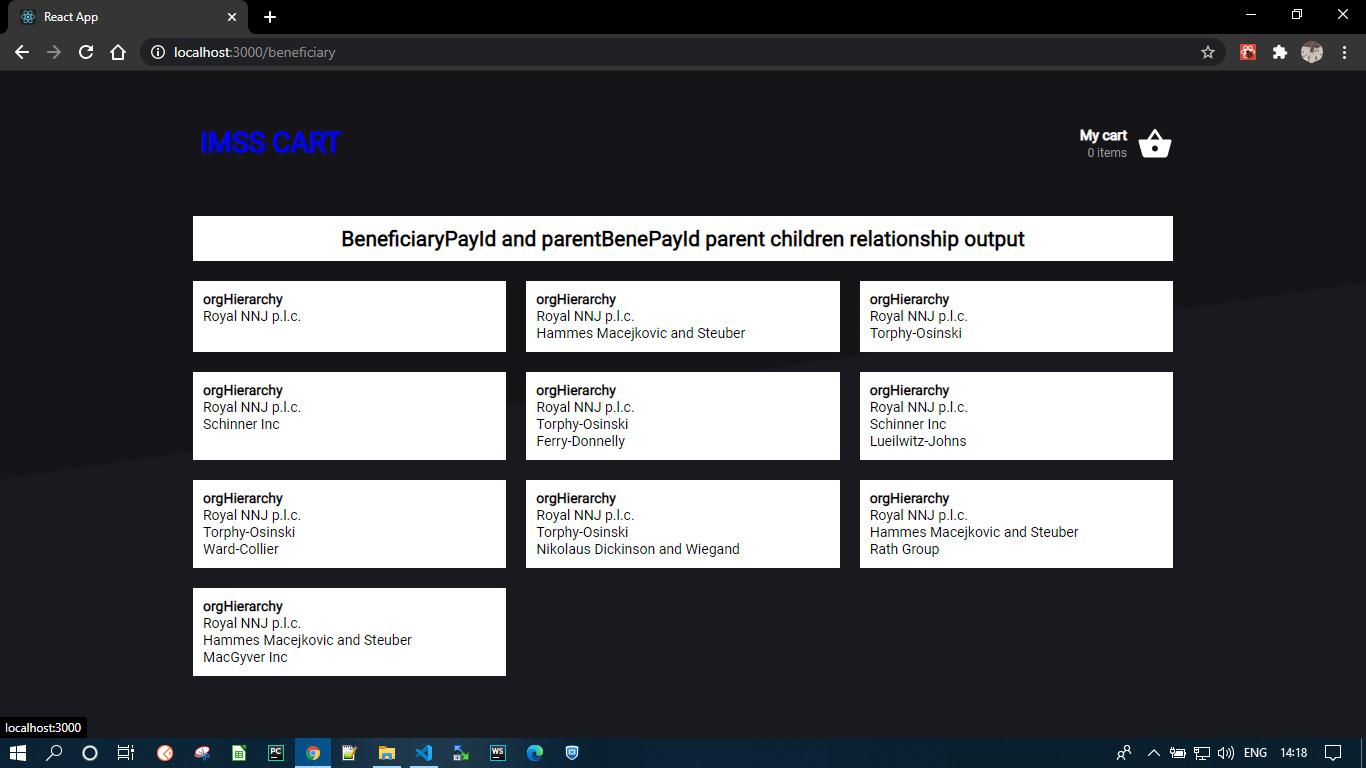 React App
localhost:3000/beneficiary
IMSS CART
My cart
0 items
BeneficiaryPayId and parentBenePayId parent children relationship output
orgHierarchy
Royal NNJ p.l.c.
orgHierarchy
Royal NNJ p.l.c.
Hammes Macejkovic and Steuber
orgHierarchy
Royal NNJ p.l.c.
Torphy-Osinski
orgHierarchy
Royal NNJ p.l.c.
Schinner Inc
orgHierarchy
Royal NNJ p.l.c.
Torphy-Osinski
Ferry-Donnelly
orgHierarchy
Royal NNJ p.l.c.
Schinner Inc
Lueilwitz-Johns
orgHierarchy
Royal NNJ p.l.c.
Torphy-Osinski
Ward-Collier
orgHierarchy
Royal NNJ p.l.c.
Torphy-Osinski
Nikolaus Dickinson and Wiegand
orgHierarchy
Royal NNJ p.l.c.
Hammes Macejkovic and Steuber
Rath Group
orgHierarchy
Royal NNJ p.l.c.
Hammes Macejkovic and Steuber
MacGyver Inc
localhost:3000
PC
WS
ENG
14:18